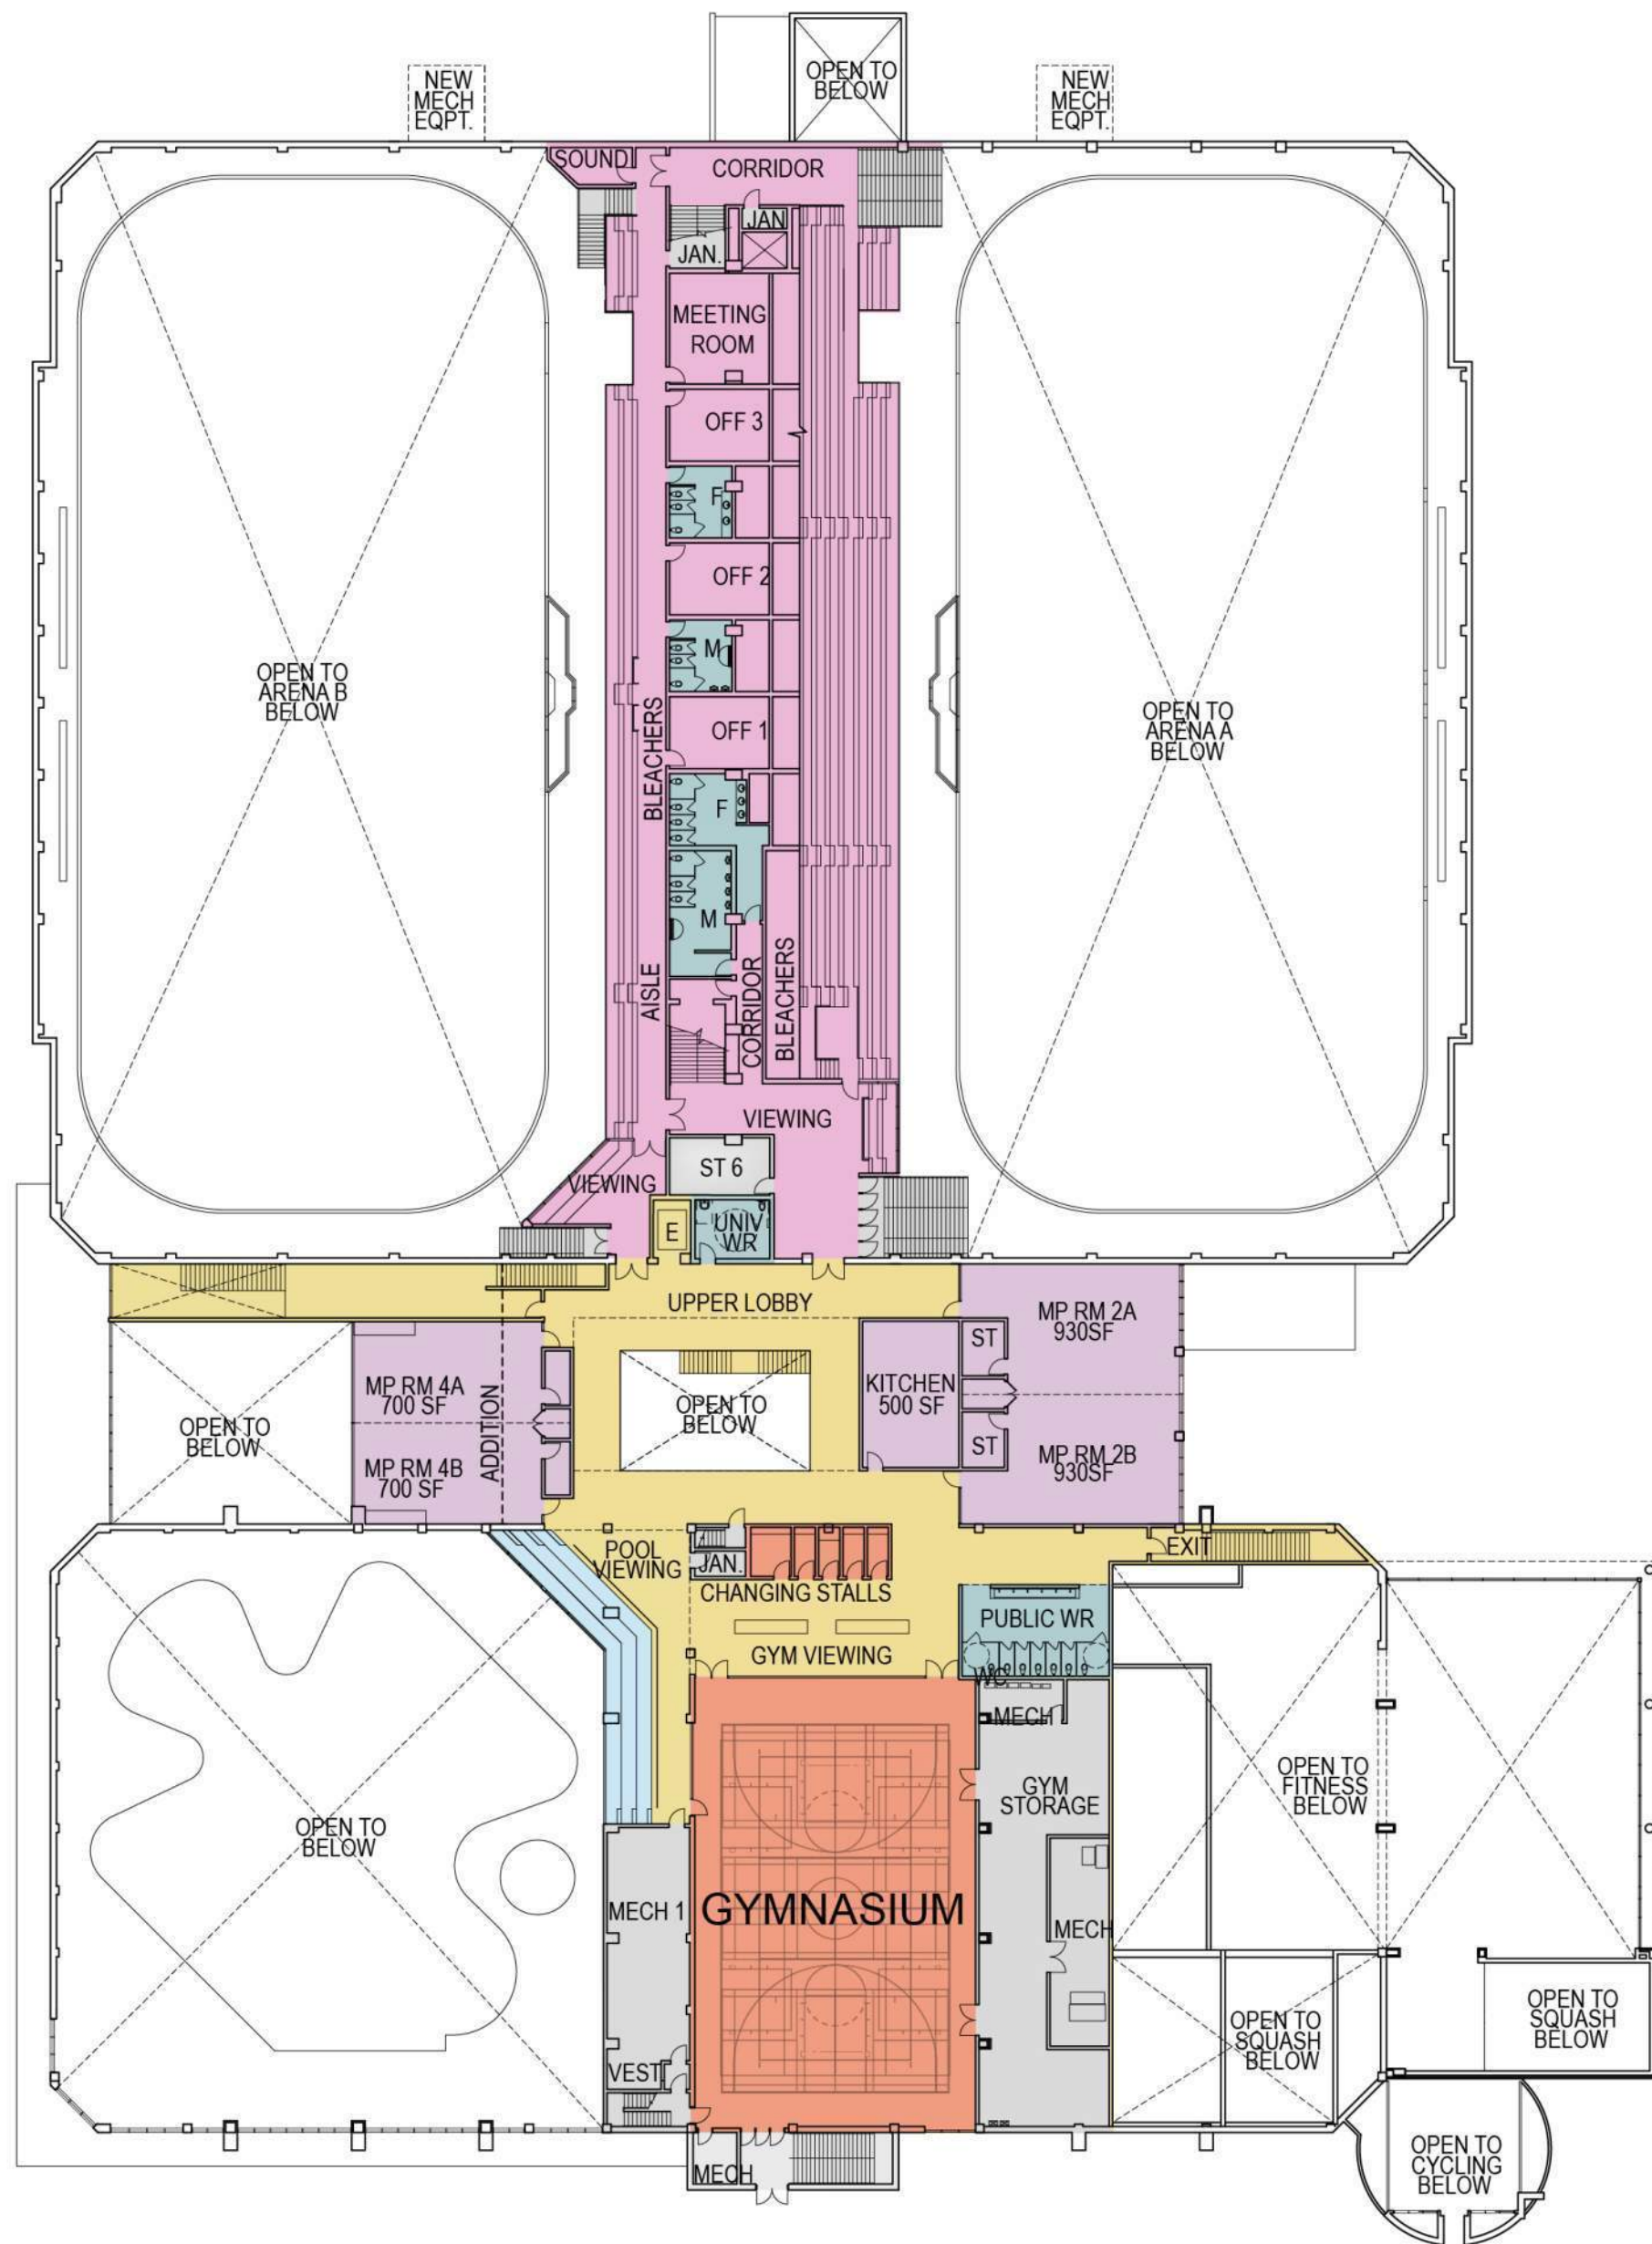 OPEN TO
BELOW
NEW
MECH
EQPT.
NEW
MECH
EQPT.
SOUND
CORRIDOR
JAN
JAN.
MEETING
ROOM
OFF 3
F
OFF 2
M
OFF 1
F
M
BLEACHERS
AISLE
CORRIDOR
BLEACHERS
OPEN TO
ARENA B
BELOW
OPEN TO
ARENA A
BELOW
VIEWING
ST 6
VIEWING
E
UNIV
WR
UPPER LOBBY
MP RM 2A
930SF
ST
KITCHEN
500 SF
MP RM 4A
700 SF
ADDITION
OPEN TO
BELOW
OPEN TO
BELOW
ST
MP RM 2B
930SF
MP RM 4B
700 SF
POOL
VIEWING
JAN.
EXIT
CHANGING STALLS
PUBLIC WR
GYM VIEWING
WC
MECH
OPEN TO
FITNESS
BELOW
GYM
STORAGE
OPEN TO
BELOW
MECH 1
GYMNASIUM
MECH
OPEN TO
SQUASH
BELOW
OPEN TO
SQUASH
BELOW
VEST.
MECH
OPEN TO
CYCLING
BELOW